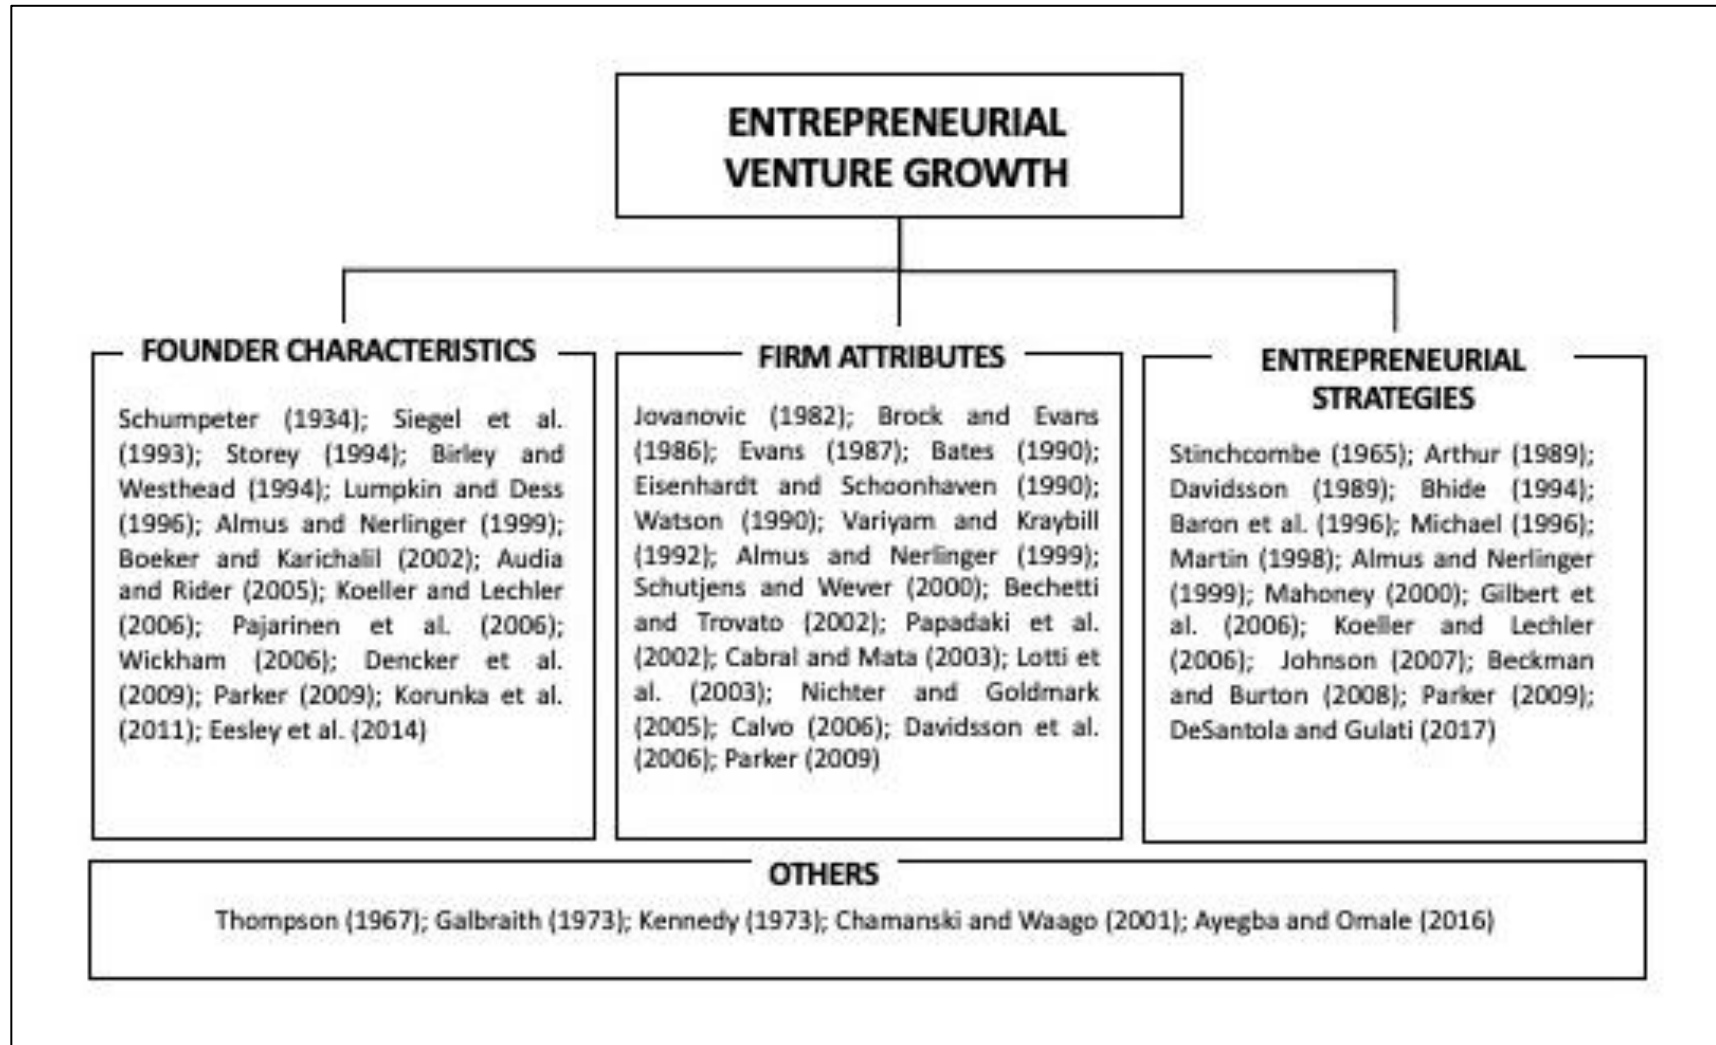 ENTREPRENEURIAL
VENTURE GROWTH
FOUNDER CHARACTERISTICS
Schumpeter (1934); Siegel et al.
(1993); Storey (1994); Birley and
Westhead (1994); Lumpkin and Dess
(1996); Almus and Nerlinger (1999);
Boeker and Karichalil (2002); Audia
and Rider (2005); Koeller and Lechler
(2006); Pajarinen et al. (2006);
Wickham (2006); Dencker et al.
(2009); Parker (2009); Korunka et al.
(2011); Eesley et al. (2014)
FIRM ATTRIBUTES
Jovanovic (1982); Brock and Evans
(1986); Evans (1987); Bates (1990);
Eisenhardt and Schoonhaven (1990);
Watson (1990); Variyam and Kraybill
(1992); Almus and Nerlinger (1999);
Schutjens and Wever (2000); Bechetti
and Trovato (2002); Papadaki et al.
(2002); Cabral and Mata (2003); Lotti et
al. (2003); Nichter and Goldmark
(2005); Calvo (2006); Davidsson et al.
(2006); Parker (2009)
ENTREPRENEURIAL
STRATEGIES
Stinchcombe (1965); Arthur (1989);
Davidsson (1989); Bhide (1994);
Baron et al. (1996); Michael (1996);
Martin (1998); Almus and Nerlinger
(1999); Mahoney (2000); Gilbert et
al. (2006); Koeller and Lechler
(2006); Johnson (2007); Beckman
and Burton (2008); Parker (2009);
DeSantola and Gulati (2017)
OTHERS
Thompson (1967); Galbraith (1973); Kennedy (1973); Chamanski and Waago (2001); Ayegba and Omale (2016)